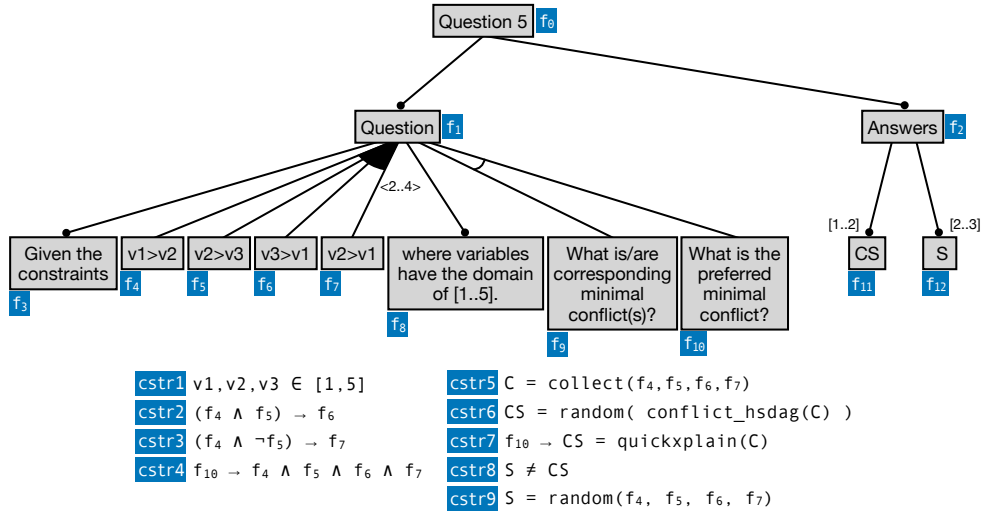 Question 5 f₀
Question f₁
Answers f₂
<2..4>
[1..2] [2..3]
Given the
constraints
f₃
v1>v2
f₄
v2>v3
f₅
v3>v1
f₆
v2>v1
f₇
where variables
have the domain
of [1..5].
f₈
What is/are
corresponding
minimal
conflict(s)?
f₉
What is the
preferred
minimal
conflict?
f₁₀
CS
f₁₁
S
f₁₂
cstr1 v1,v2,v3 ∈ [1,5]
cstr2 (f₄ ∧ f₅) → f₆
cstr3 (f₄ ∧ ¬f₅) → f₇
cstr4 f₁₀ → f₄ ∧ f₅ ∧ f₆ ∧ f₇
cstr5 C = collect(f₄,f₅,f₆,f₇)
cstr6 CS = random( conflict_hsdag(C) )
cstr7 f₁₀ → CS = quickxplain(C)
cstr8 S ≠ CS
cstr9 S = random(f₄, f₅, f₆, f₇)